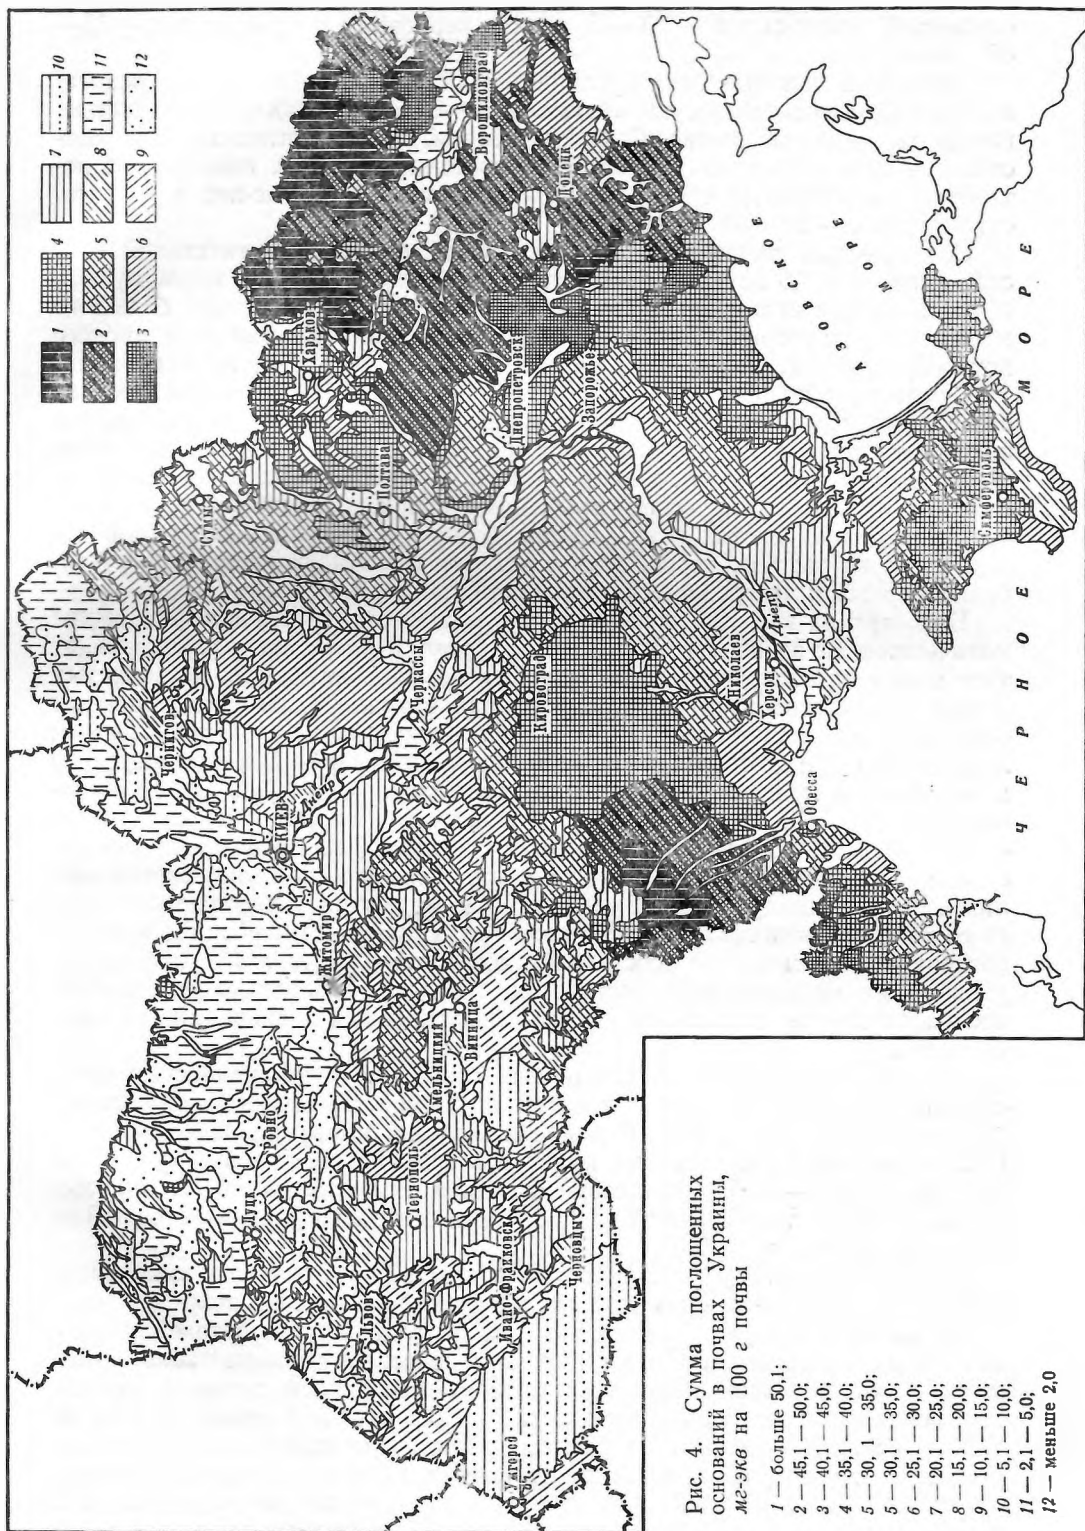 1
2
3
4
5
6
7
8
9
10
11
12
Ворошиловград
Донецк
Харьков
Днепропетровск
Запорожье
Полтава
Сумы
Чернигов
КИЕВ
Днепр
Черкассы
Кировоград
Николаев
Херсон
Днепр
Одесса
Симферополь
АЗОВСКОЕ
МОРЕ
ЧЕРНОЕ МОРЕ
Житомир
Винница
Хмельницкий
Ровно
Луцк
Тернополь
Львов
Ивано-Франковск
Черновцы
Ужгород
Рис. 4. Сумма поглощенных
оснований в почвах Украины,
мг-экв на 100 г почвы
1 — больше 50,1;
2 — 45,1 — 50,0;
3 — 40,1 — 45,0;
4 — 35,1 — 40,0;
5 — 30, 1 — 35,0;
5 — 30,1 — 35,0;
6 — 25,1 — 30,0;
7 — 20,1 — 25,0;
8 — 15,1 — 20,0;
9 — 10,1 — 15,0;
10 — 5,1 — 10,0;
11 — 2,1 — 5,0;
12 — меньше 2,0